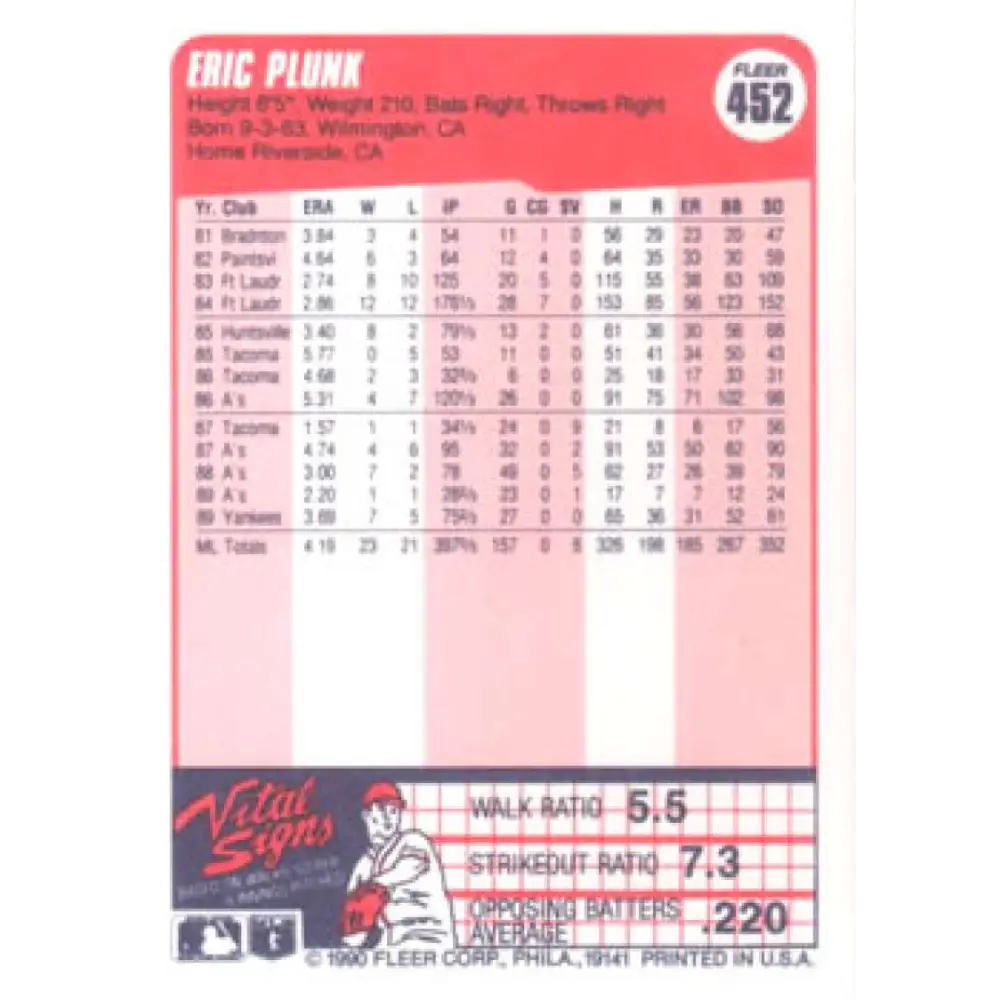 ERIC PLUNK
FLEER
452
Height 6'5", Weight 210, Bats Right, Throws Right
Born 9-3-63, Wilmington, CA
Home Riverside, CA
Yr. Club ERA W L IP G CG SV H R ER BB SO
81 Bradnton 3.84 3 4 54 11 1 0 56 29 23 20 47
82 Paintsvl 4.64 6 3 64 12 4 0 64 35 33 30 59
83 Ft Laudr 2.74 8 10 125 20 5 0 115 55 38 63 109
84 Ft Laudr 2.86 12 12 176⅓ 28 7 0 153 85 56 123 152
85 Huntsville 3.40 8 2 79⅓ 13 2 0 61 36 30 56 68
85 Tacoma 5.77 0 5 53 11 0 0 51 41 34 50 43
86 Tacoma 4.68 2 3 32⅔ 6 0 0 25 18 17 33 31
86 A's 5.31 4 7 120⅓ 26 0 0 91 75 71 102 98
87 Tacoma 1.57 1 1 34⅓ 24 0 9 21 8 6 17 56
87 A's 4.74 4 6 95 32 0 2 91 53 50 62 90
88 A's 3.00 7 2 78 49 0 5 62 27 26 39 79
89 A's 2.20 1 1 28⅔ 23 0 1 17 7 7 12 24
89 Yankees 3.69 7 5 75⅔ 27 0 0 65 36 31 52 61
ML Totals 4.19 23 21 397⅔ 157 0 8 326 198 185 267 352
Vital
Signs
WALK RATIO 5.5
STRIKEOUT RATIO 7.3
OPPOSING BATTERS
AVERAGE .220
© 1990 FLEER CORP., PHILA., 19141 PRINTED IN U.S.A.